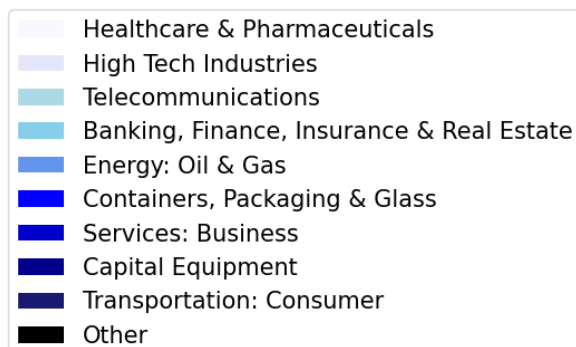 Healthcare & Pharmaceuticals
High Tech Industries
Telecommunications
Banking, Finance, Insurance & Real Estate
Energy: Oil & Gas
Containers, Packaging & Glass
Services: Business
Capital Equipment
Transportation: Consumer
Other